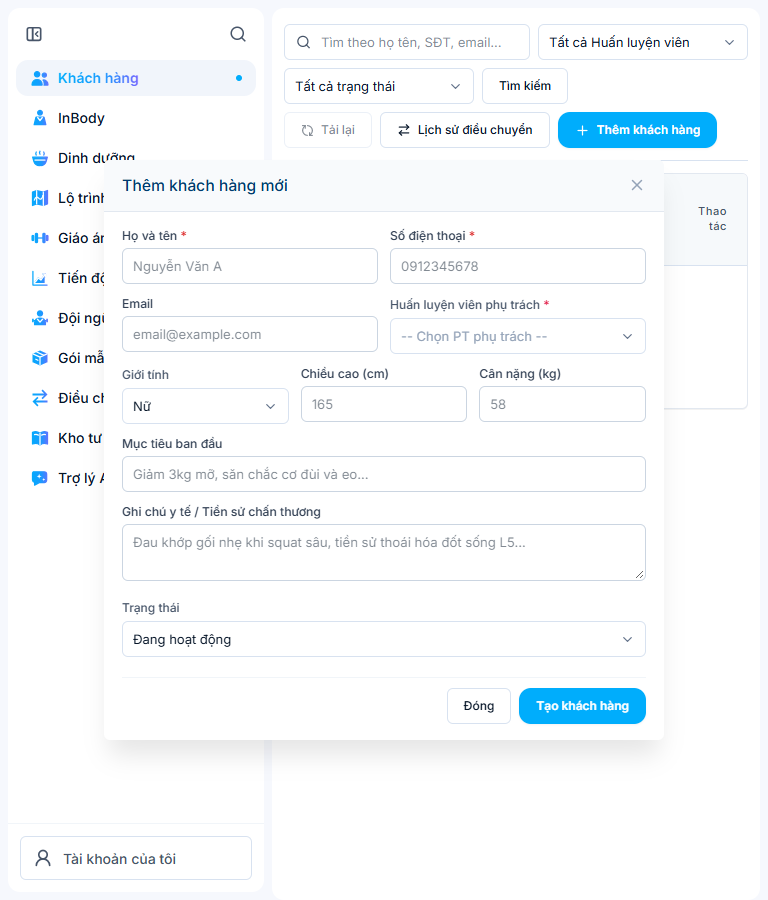 Khách hàng
InBody
Dinh dưỡng
Lộ trình
Giáo án
Tiến độ
Đội ngũ
Gói
Điều
Kho tư
Trợ lý
Tài khoản của tôi
Tìm theo họ tên, SĐT, email...
Tất cả Huấn luyện viên
Tất cả trạng thái
Tìm kiếm
Tải lại
Lịch sử điều chuyển
Thêm khách hàng
Thao
tác
Thêm khách hàng mới
Họ và tên *
Số điện thoại *
Nguyễn Văn A
0912345678
Email
Huấn luyện viên phụ trách *
email@example.com
-- Chọn PT phụ trách --
Giới tính
Chiều cao (cm)
Cân nặng (kg)
Nữ
165
58
Mục tiêu ban đầu
Giảm 3kg mỡ, săn chắc cơ đùi và eo...
Ghi chú y tế / Tiền sử chấn thương
Đau khớp gối nhẹ khi squat sâu, tiền sử thoái hóa đốt sống L5...
Trạng thái
Đang hoạt động
Đóng
Tạo khách hàng